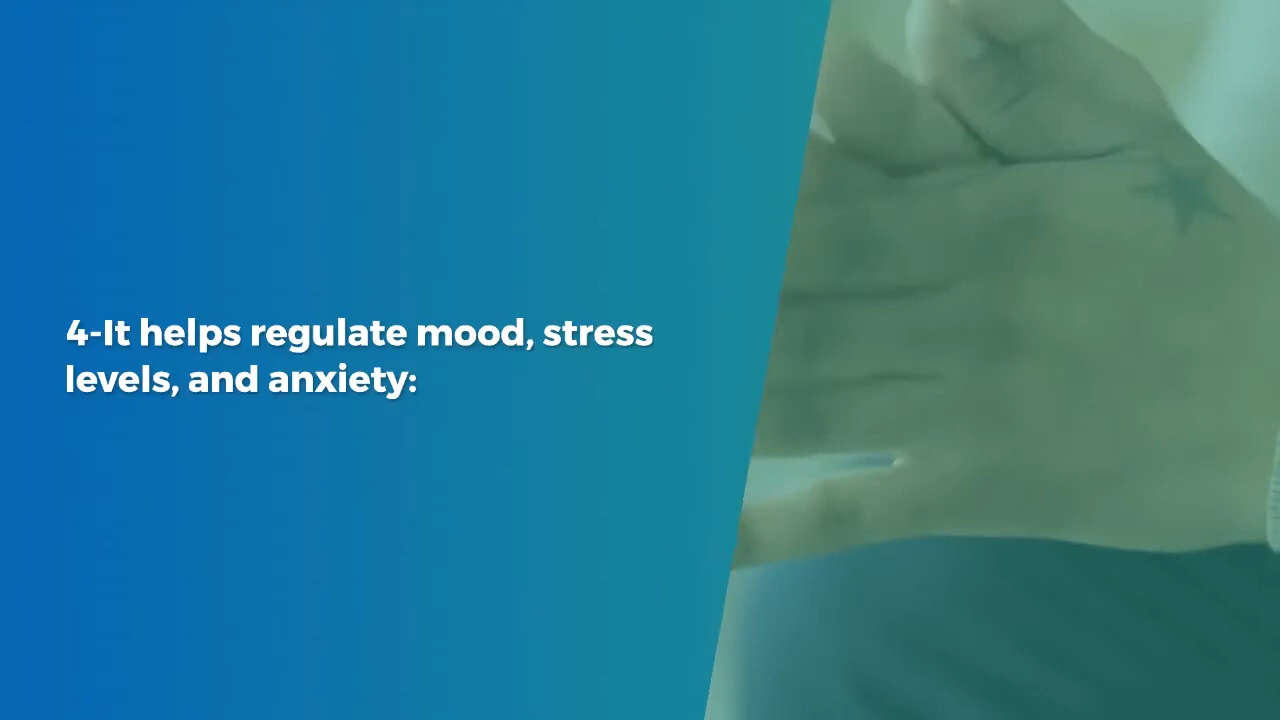 4-It helps regulate mood, stress
levels, and anxiety: